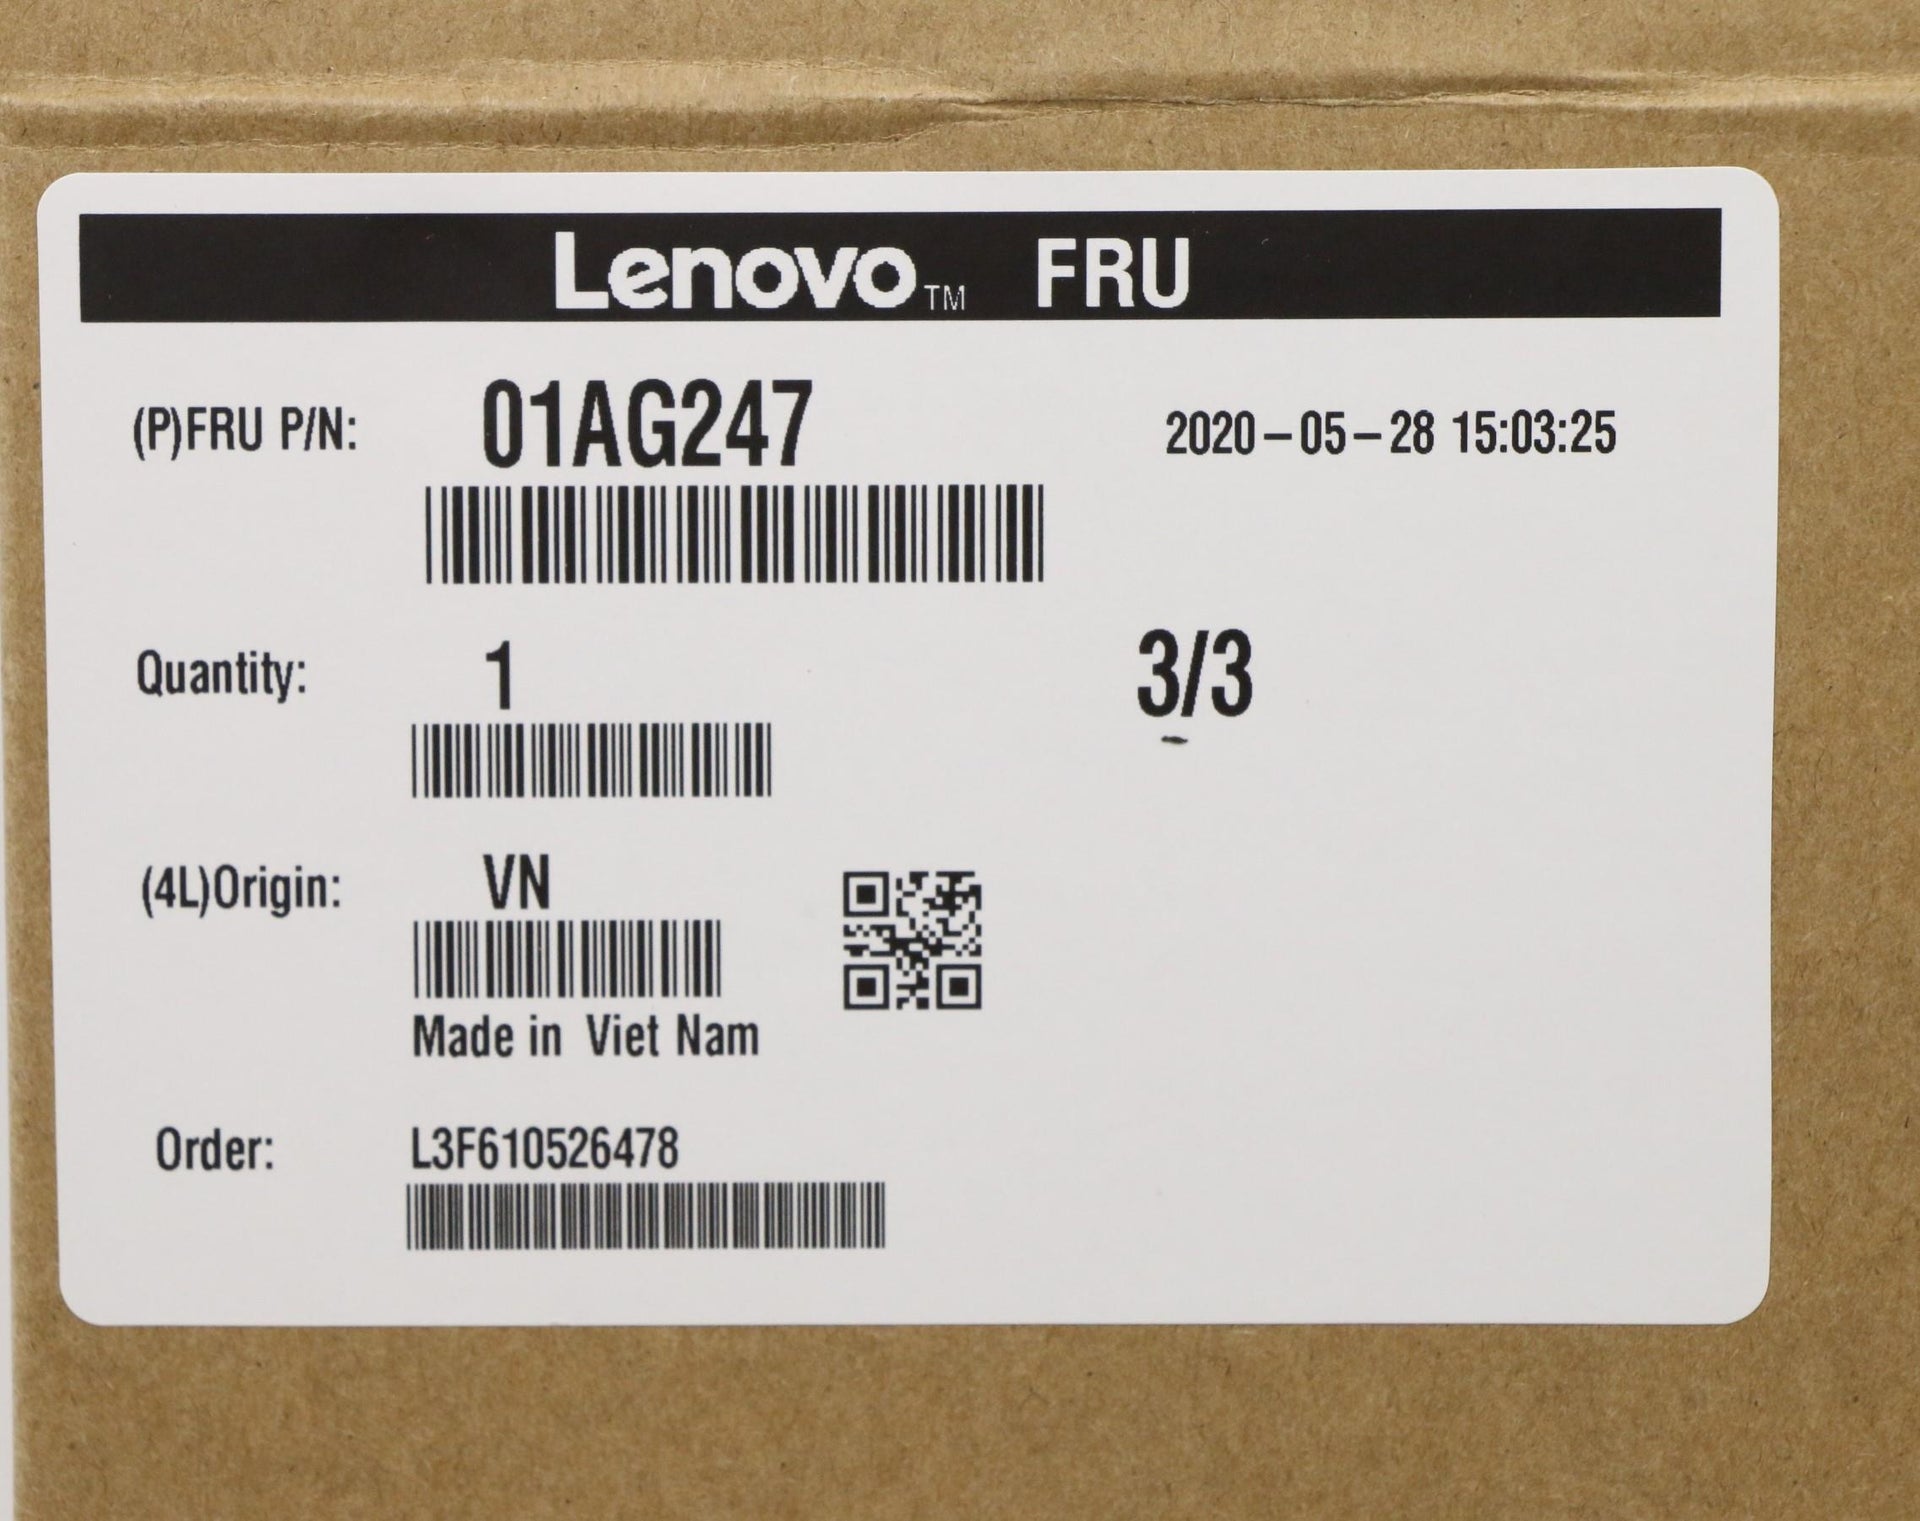 Lenovo™ FRU
(P)FRU P/N: 01AG247 2020-05-28 15:03:25
Quantity: 1 3/3
(4L)Origin: VN
Made in Viet Nam
Order: L3F610526478